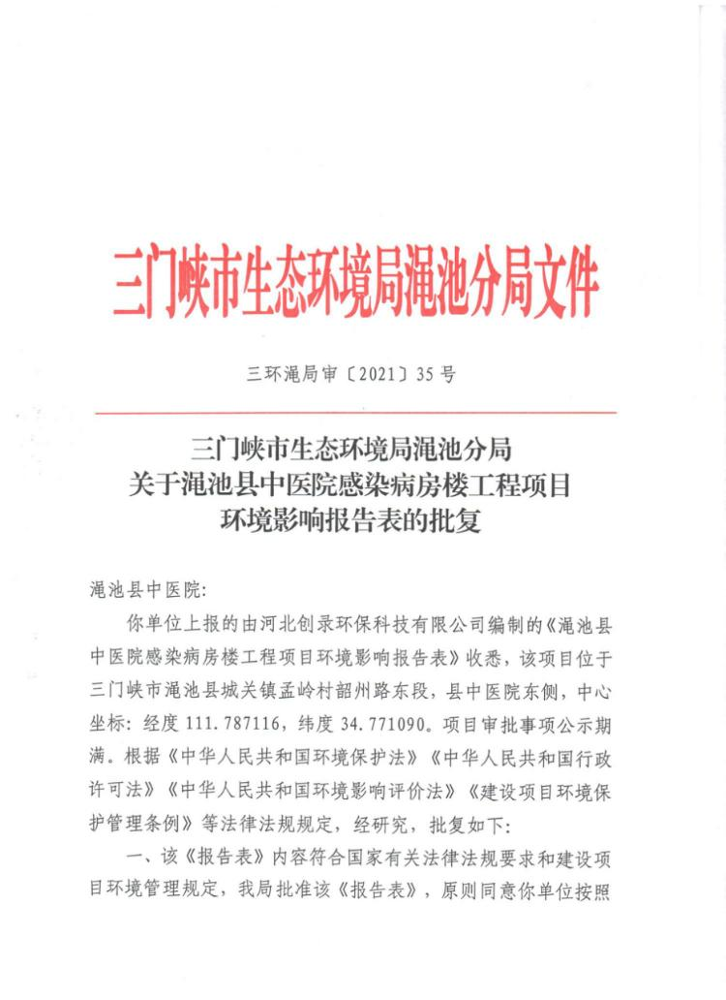 三门峡市生态环境局渑池分局文件
三环渑局审〔2021〕35号
三门峡市生态环境局渑池分局
关于渑池县中医院感染病房楼工程项目
环境影响报告表的批复
渑池县中医院：
你单位上报的由河北创录环保科技有限公司编制的《渑池县
中医院感染病房楼工程项目环境影响报告表》收悉，该项目位于
三门峡市渑池县城关镇孟岭村韶州路东段，县中医院东侧，中心
坐标：经度 111.787116，纬度 34.771090。项目审批事项公示期
满。根据《中华人民共和国环境保护法》《中华人民共和国行政
许可法》《中华人民共和国环境影响评价法》《建设项目环境保
护管理条例》等法律法规规定，经研究，批复如下：
一、该《报告表》内容符合国家有关法律法规要求和建设项
目环境管理规定，我局批准该《报告表》，原则同意你单位按照